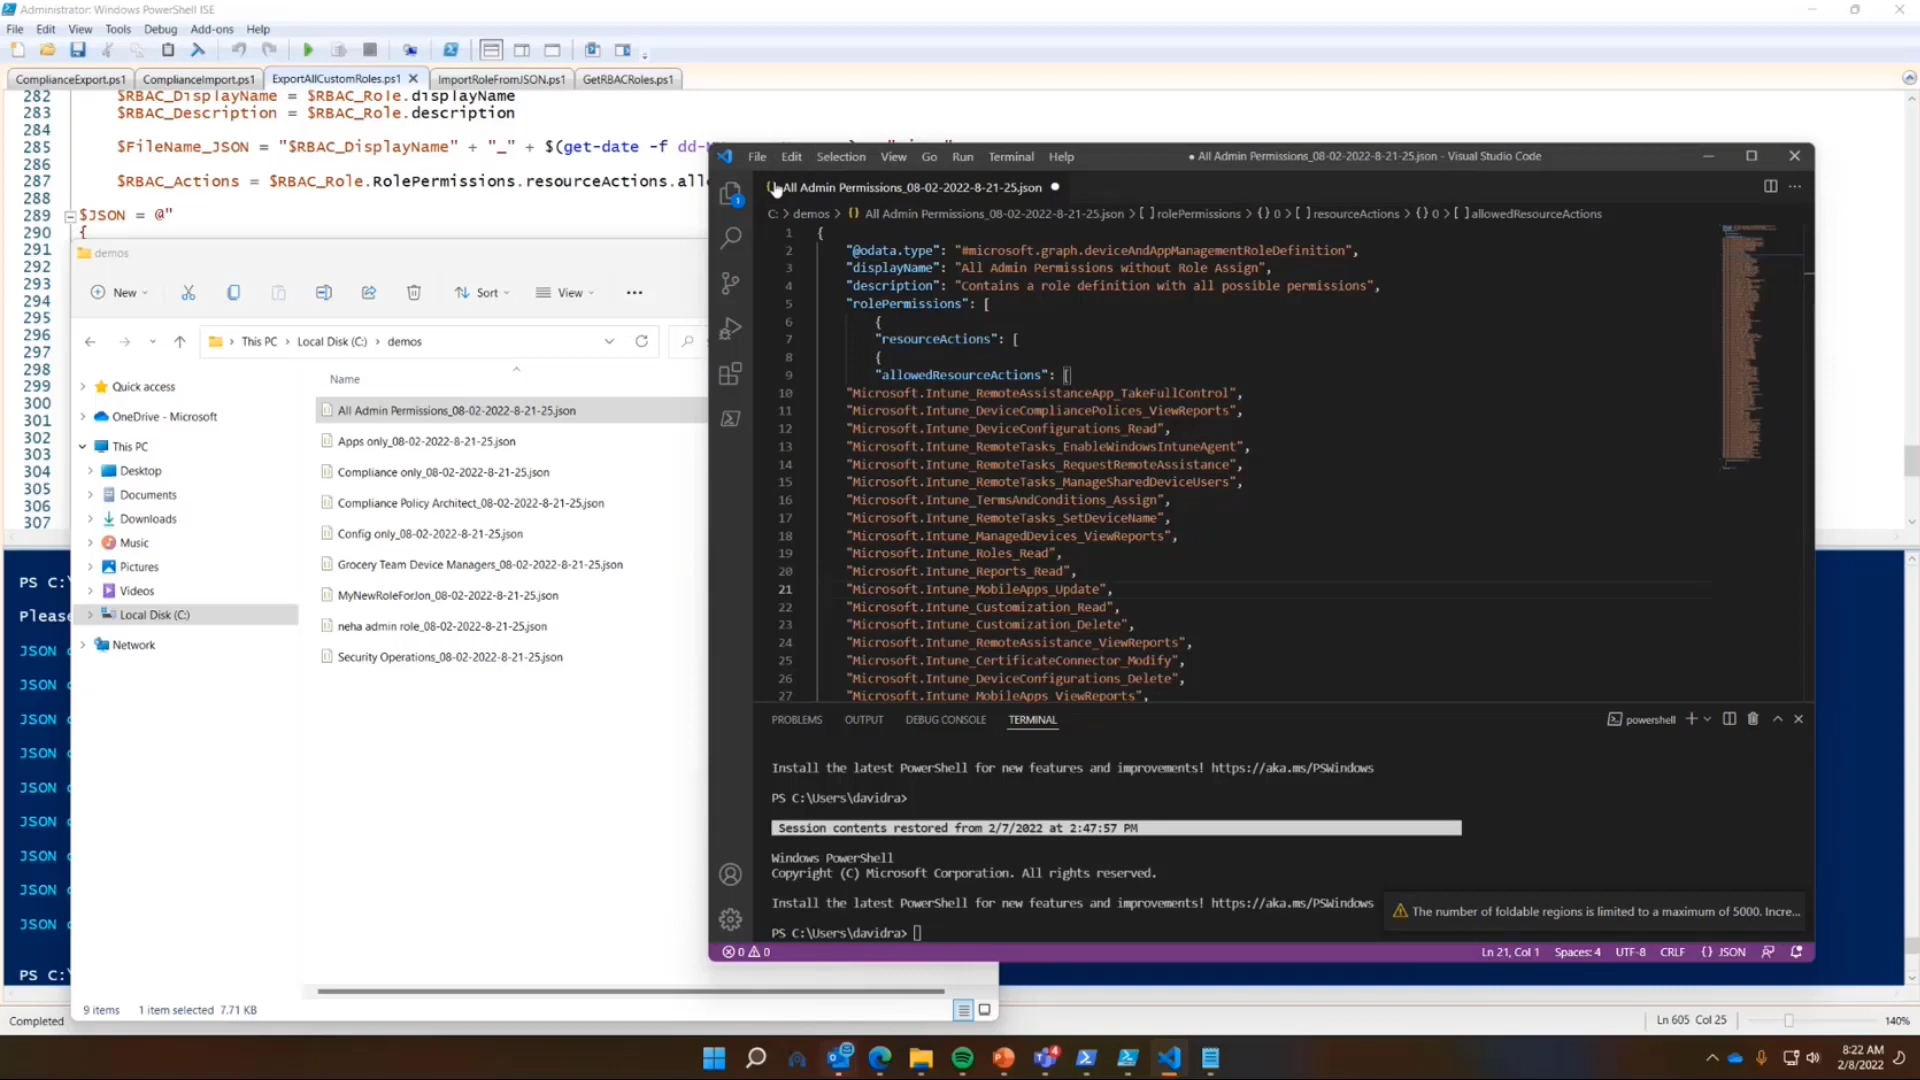 Administrator: Windows PowerShell ISE
File Edit View Tools Debug Add-ons Help
ComplianceExport.ps1 ComplianceImport.ps1 ExportAllCustomRoles.ps1 ImportRoleFromJSON.ps1 GetRBACRoles.ps1
282 $RBAC_DisplayName = $RBAC_Role.displayName
283 $RBAC_Description = $RBAC_Role.description
284
285 $FileName_JSON = "$RBAC_DisplayName" + "_" + $(get-date -f dd-
286
287 $RBAC_Actions = $RBAC_Role.RolePermissions.resourceActions.all
288
289 $JSON = @"
290 {
291
292
293
294
295
296
297
298
299
300
301
302
303
304
305
306
307
demos
New Sort View
This PC Local Disk (C:) demos
Name
Quick access
OneDrive - Microsoft
This PC
Desktop
Documents
Downloads
Music
Pictures
Videos
Local Disk (C:)
Network
All Admin Permissions_08-02-2022-8-21-25.json
Apps only_08-02-2022-8-21-25.json
Compliance only_08-02-2022-8-21-25.json
Compliance Policy Architect_08-02-2022-8-21-25.json
Config only_08-02-2022-8-21-25.json
Grocery Team Device Managers_08-02-2022-8-21-25.json
MyNewRoleForJon_08-02-2022-8-21-25.json
neha admin role_08-02-2022-8-21-25.json
Security Operations_08-02-2022-8-21-25.json
9 items 1 item selected 7.71 KB
PS C:\
Please
JSON
JSON
JSON
JSON
JSON
JSON
JSON
JSON
JSON
PS C:\
File Edit Selection View Go Run Terminal Help
● All Admin Permissions_08-02-2022-8-21-25.json - Visual Studio Code
All Admin Permissions_08-02-2022-8-21-25.json
C: > demos > {} All Admin Permissions_08-02-2022-8-21-25.json > [ ] rolePermissions > {} 0 > [ ] resourceActions > {} 0 > [ ] allowedResourceActions
1 {
2 "@odata.type": "#microsoft.graph.deviceAndAppManagementRoleDefinition",
3 "displayName": "All Admin Permissions without Role Assign",
4 "description": "Contains a role definition with all possible permissions",
5 "rolePermissions": [
6 {
7 "resourceActions": [
8 {
9 "allowedResourceActions": [
10 "Microsoft.Intune_RemoteAssistanceApp_TakeFullControl",
11 "Microsoft.Intune_DeviceCompliancePolices_ViewReports",
12 "Microsoft.Intune_DeviceConfigurations_Read",
13 "Microsoft.Intune_RemoteTasks_EnableWindowsIntuneAgent",
14 "Microsoft.Intune_RemoteTasks_RequestRemoteAssistance",
15 "Microsoft.Intune_RemoteTasks_ManageSharedDeviceUsers",
16 "Microsoft.Intune_TermsAndConditions_Assign",
17 "Microsoft.Intune_RemoteTasks_SetDeviceName",
18 "Microsoft.Intune_ManagedDevices_ViewReports",
19 "Microsoft.Intune_Roles_Read",
20 "Microsoft.Intune_Reports_Read",
21 "Microsoft.Intune_MobileApps_Update",
22 "Microsoft.Intune_Customization_Read",
23 "Microsoft.Intune_Customization_Delete",
24 "Microsoft.Intune_RemoteAssistance_ViewReports",
25 "Microsoft.Intune_CertificateConnector_Modify",
26 "Microsoft.Intune_DeviceConfigurations_Delete",
27 "Microsoft.Intune_MobileApps_ViewReports",
PROBLEMS OUTPUT DEBUG CONSOLE TERMINAL powershell
Install the latest PowerShell for new features and improvements! https://aka.ms/PSWindows
PS C:\Users\davidra>
Session contents restored from 2/7/2022 at 2:47:57 PM
Windows PowerShell
Copyright (C) Microsoft Corporation. All rights reserved.
Install the latest PowerShell for new features and improvements! https://aka.ms/PSWindows
The number of foldable regions is limited to a maximum of 5000. Incre...
PS C:\Users\davidra>
0 0 Ln 21, Col 1 Spaces: 4 UTF-8 CRLF {} JSON
Completed Ln 605 Col 25 140%
8:22 AM
2/8/2022